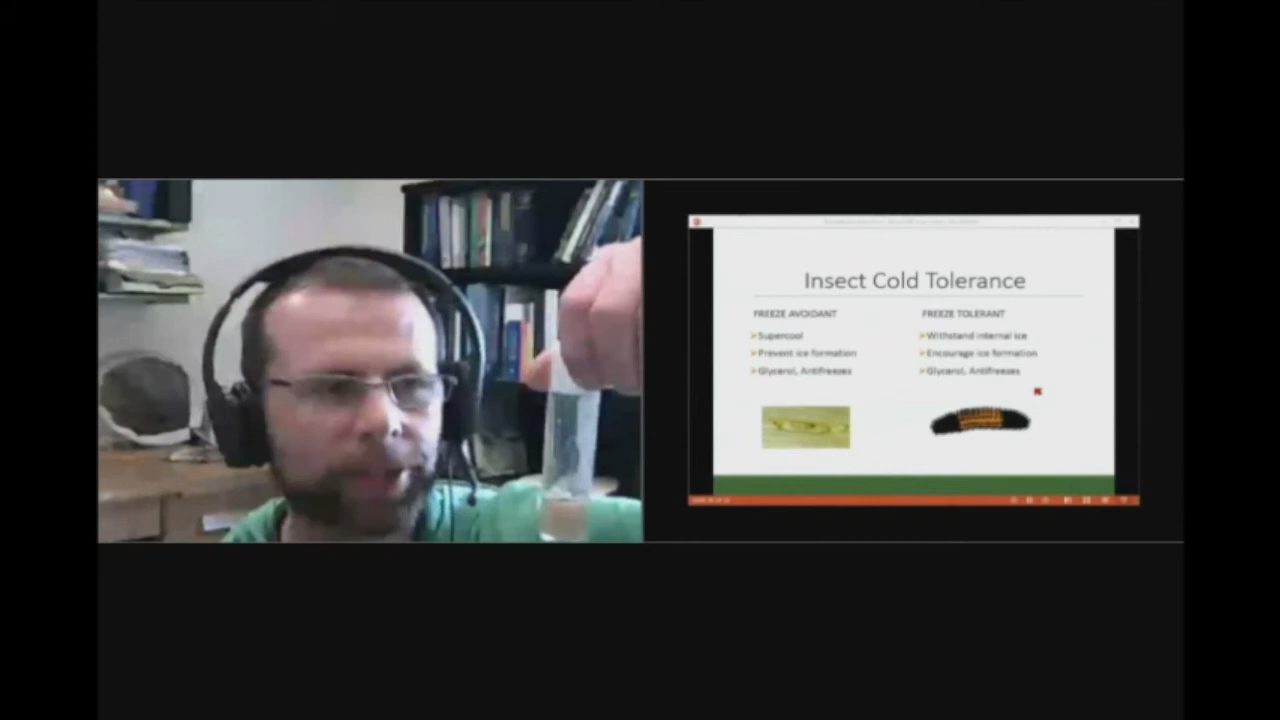 Insect Cold Tolerance
FREEZE AVOIDANT
Supercool
Prevent ice formation
Glycerol, Antifreezes
FREEZE TOLERANT
Withstand internal ice
Encourage ice formation
Glycerol, Antifreezes